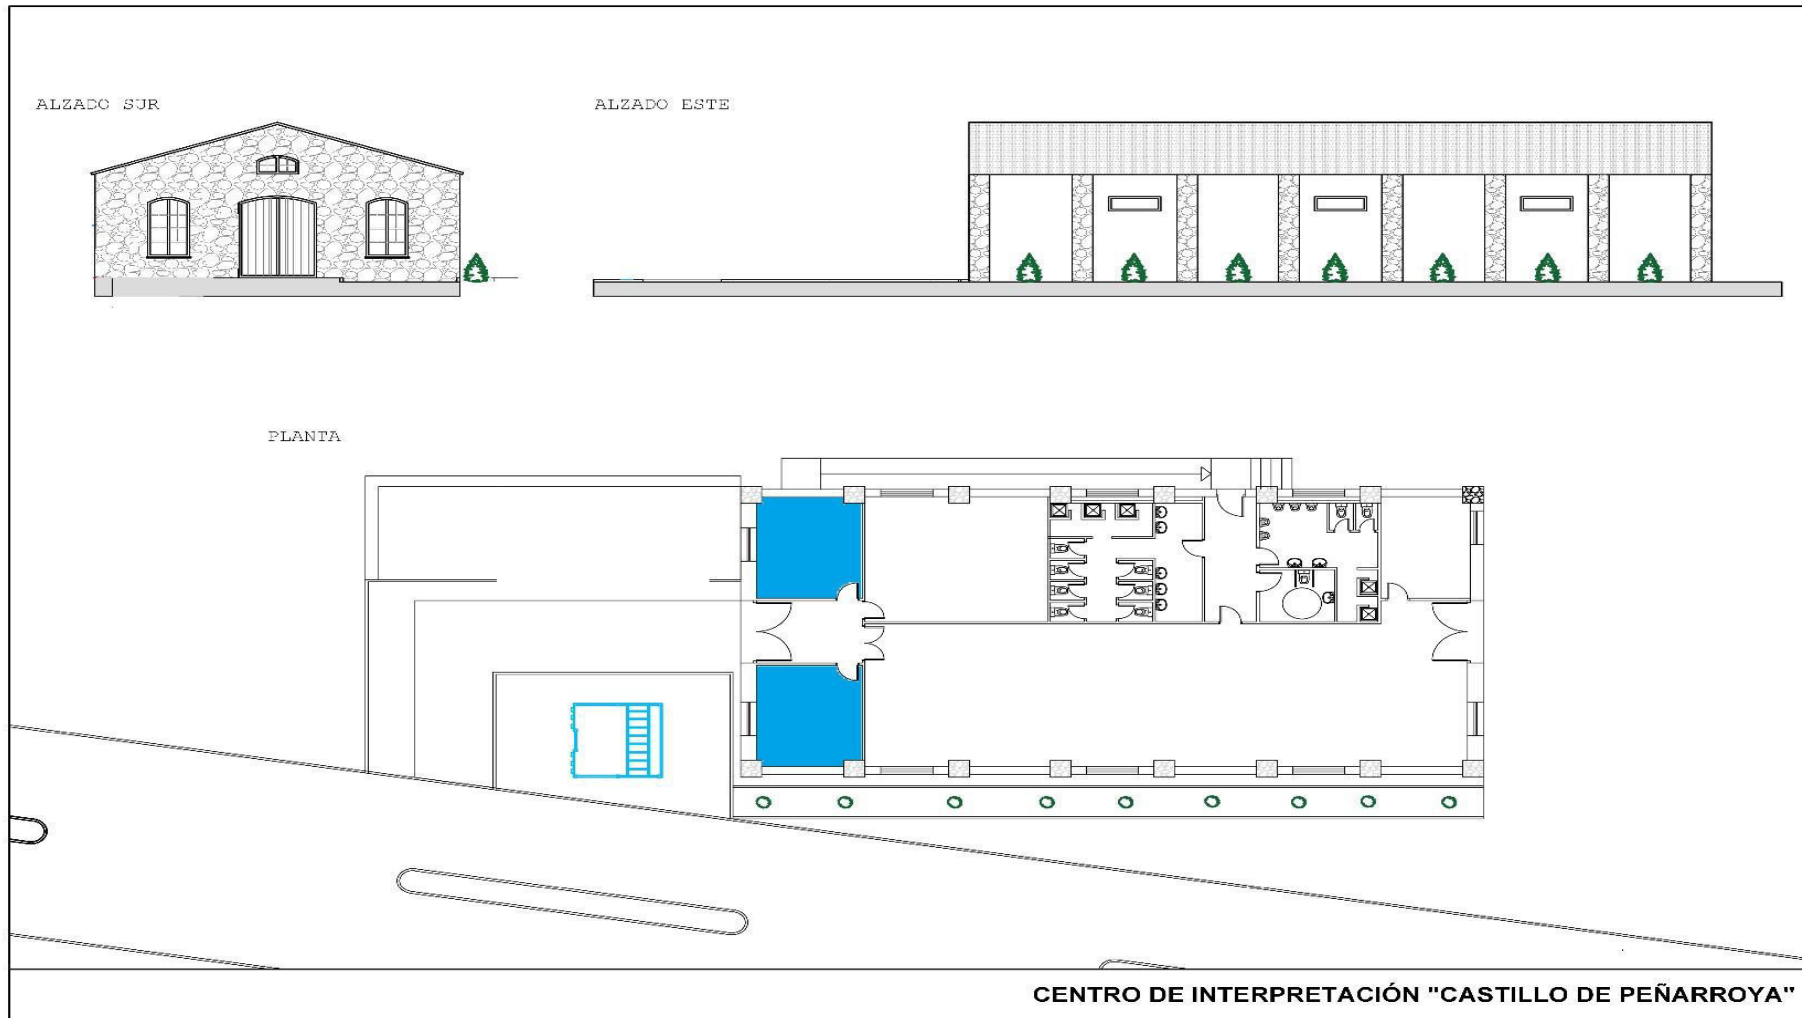 ALZADO SUR
ALZADO ESTE
PLANTA
CENTRO DE INTERPRETACIÓN "CASTILLO DE PEÑARROYA"